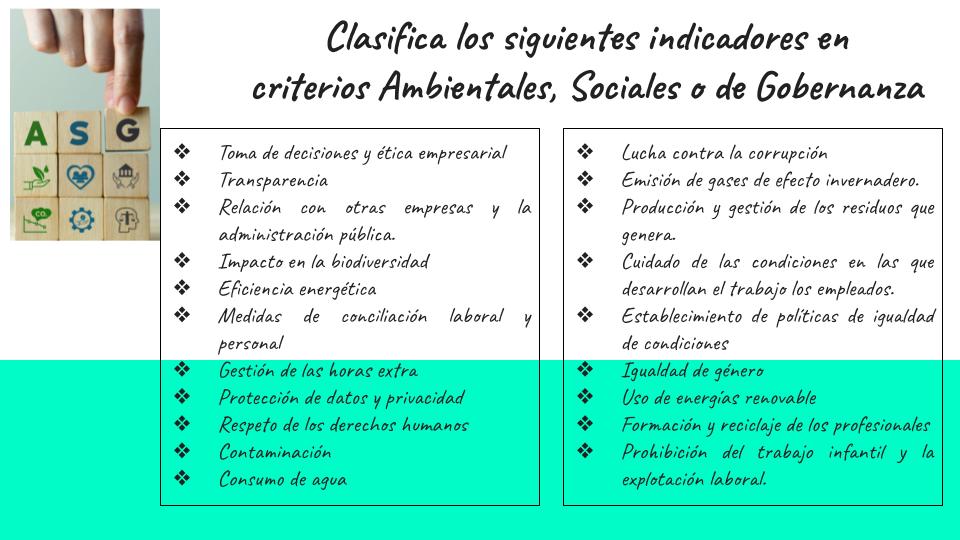 Clasifica los siguientes indicadores en
criterios Ambientales, Sociales o de Gobernanza
A S G
CO₂
❖ Toma de decisiones y ética empresarial
❖ Transparencia
❖ Relación con otras empresas y la
administración pública.
❖ Impacto en la biodiversidad
❖ Eficiencia energética
❖ Medidas de conciliación laboral y
personal
❖ Gestión de las horas extra
❖ Protección de datos y privacidad
❖ Respeto de los derechos humanos
❖ Contaminación
❖ Consumo de agua
❖ Lucha contra la corrupción
❖ Emisión de gases de efecto invernadero.
❖ Producción y gestión de los residuos que
genera.
❖ Cuidado de las condiciones en las que
desarrollan el trabajo los empleados.
❖ Establecimiento de políticas de igualdad
de condiciones
❖ Igualdad de género
❖ Uso de energías renovable
❖ Formación y reciclaje de los profesionales
❖ Prohibición del trabajo infantil y la
explotación laboral.